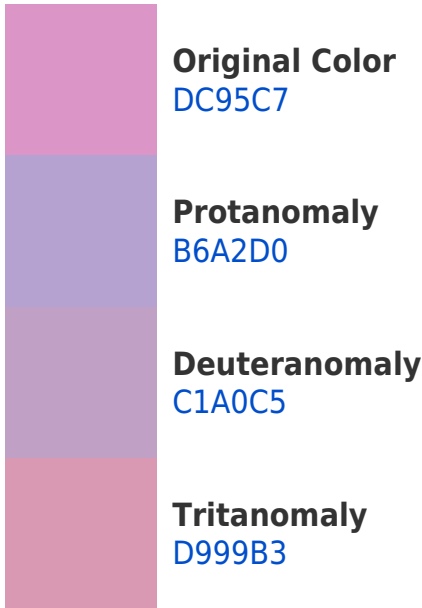 Original Color
DC95C7
Protanomaly
B6A2D0
Deuteranomaly
C1A0C5
Tritanomaly
D999B3